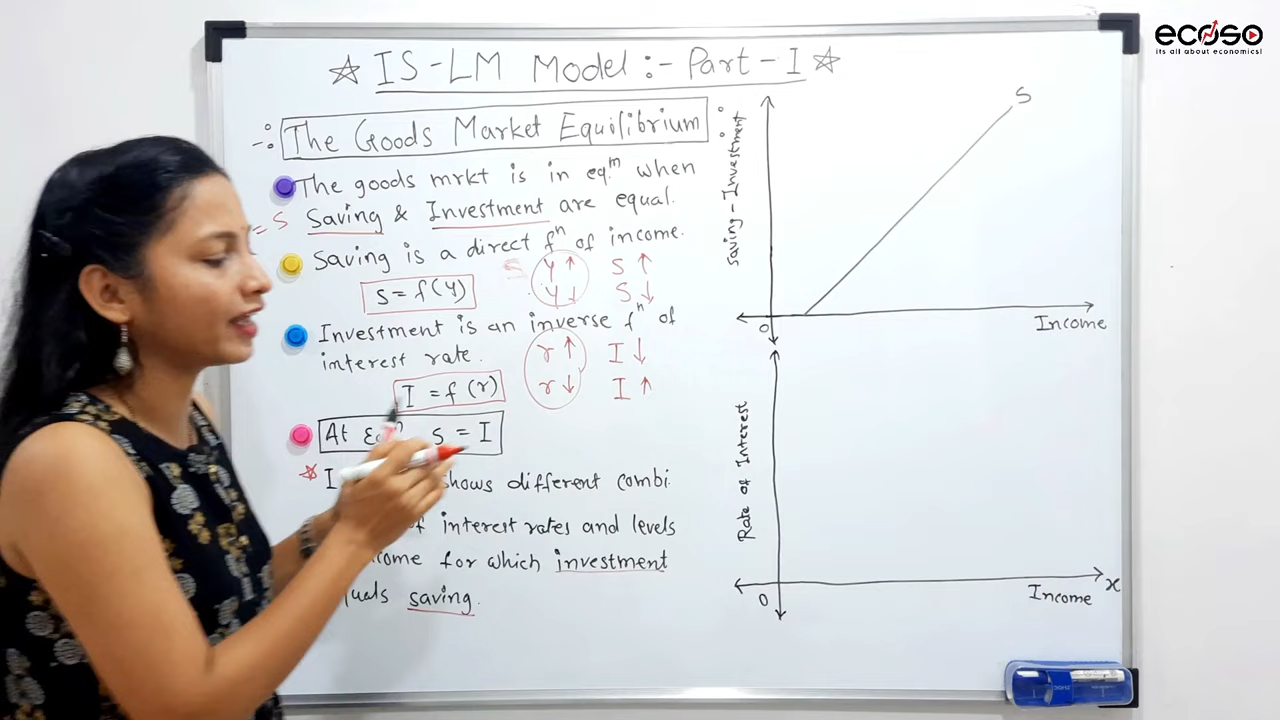 ecoso
its all about economics!
☆ IS-LM Model :- Part-I ☆
-: The Goods Market Equilibrium :-
The goods mrkt is in eqm when
= S Saving & Investment are equal.
Saving is a direct fn of income.
S = f(Y)
S Y ↑ S ↑
Y ↓ S ↓
Investment is an inverse fn of
interest rate.
r ↑ I ↓
I = f (r)
r ↓ I ↑
At S = I
I shows different combi
interest rates and levels
for which investment
saving.
Saving-Investment
S
0
Income
Rate of Interest
0
Income
x